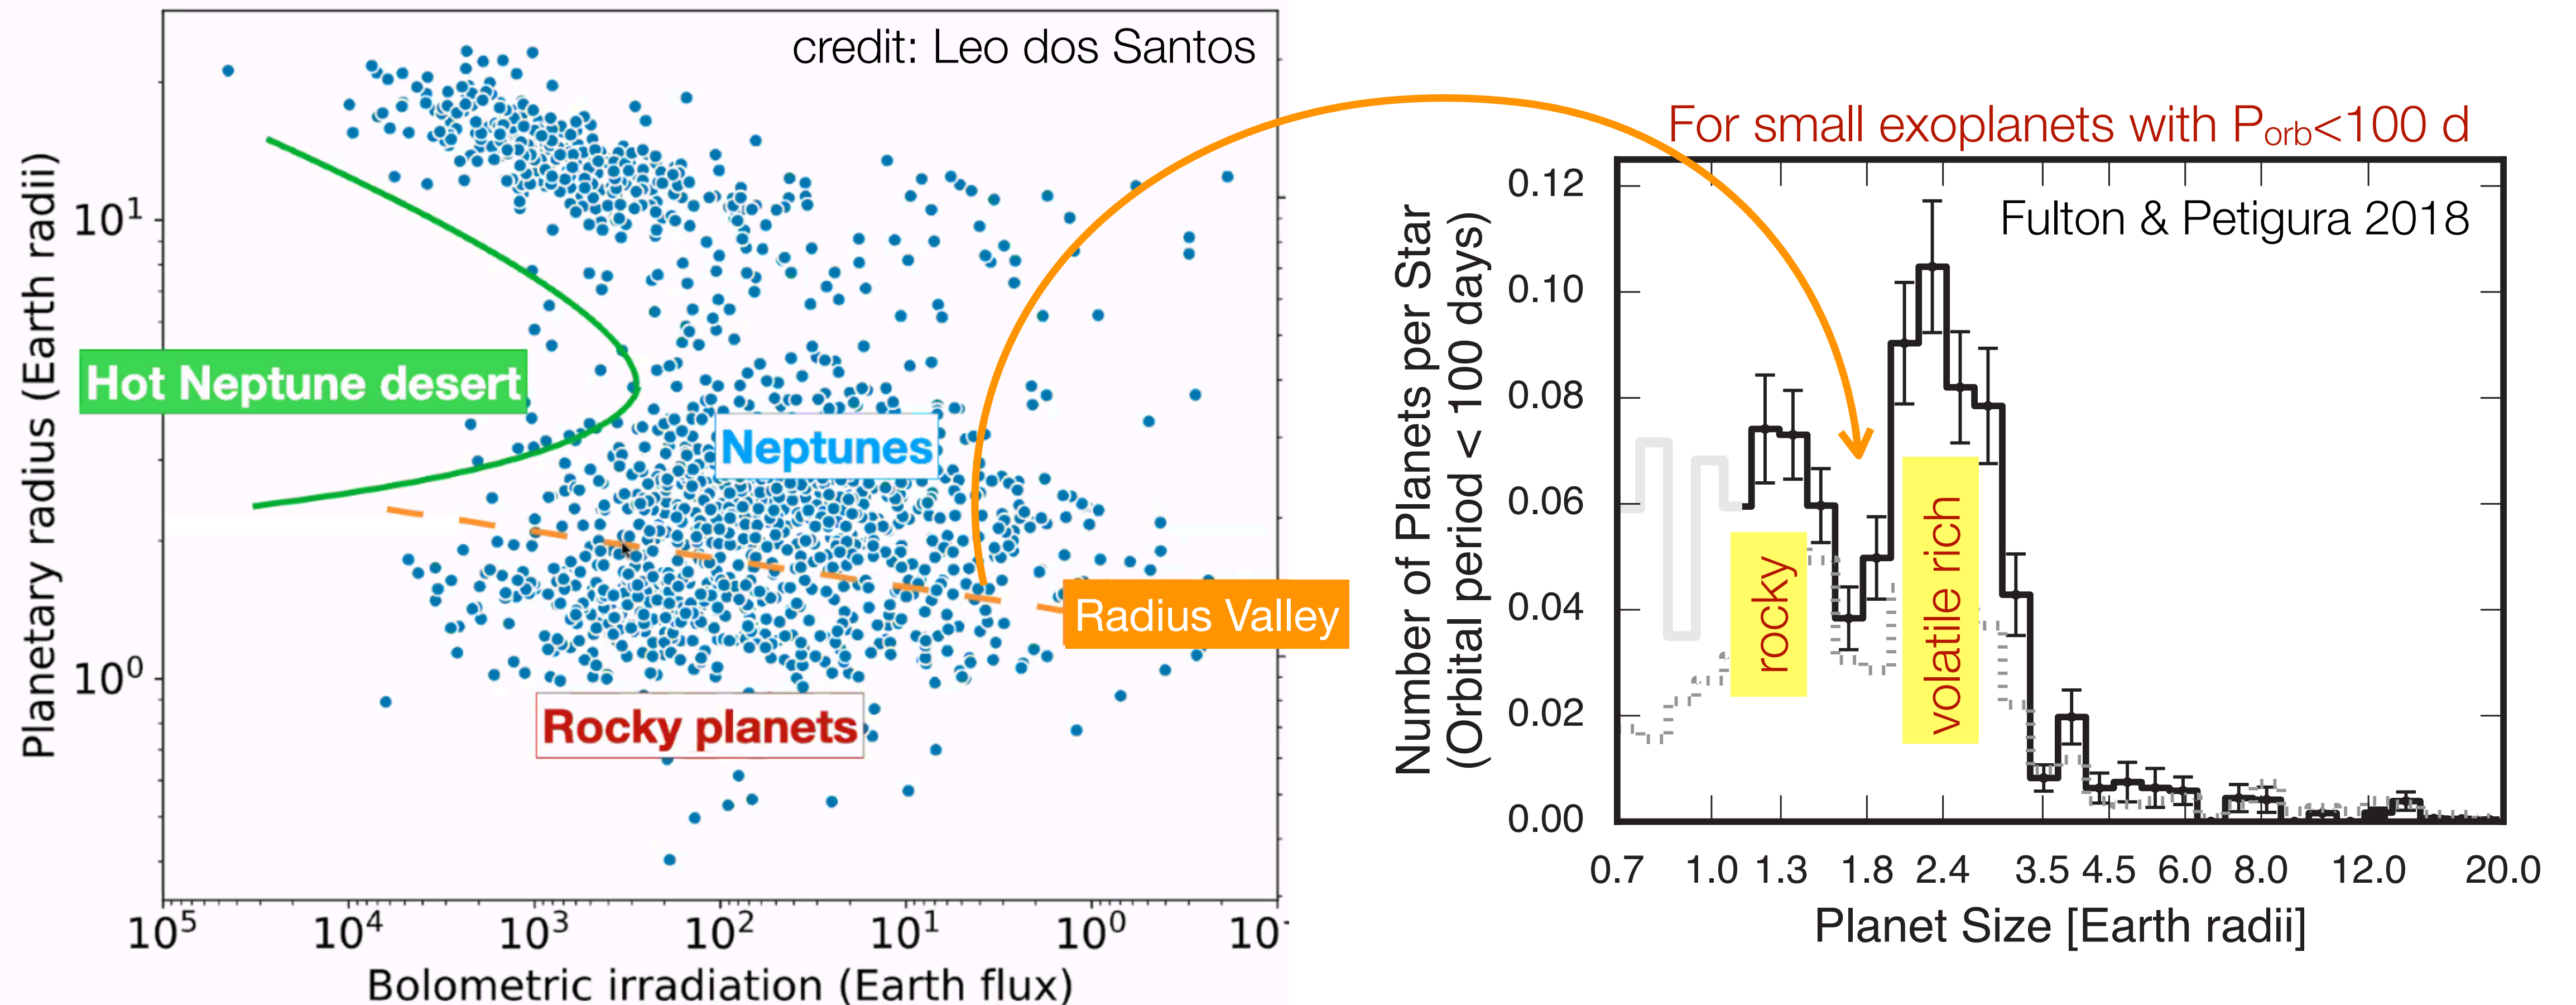 credit: Leo dos Santos
Planetary radius (Earth radii)
10¹
10⁰
Hot Neptune desert
Neptunes
Rocky planets
Radius Valley
10⁵ 10⁴ 10³ 10² 10¹ 10⁰ 10⁻
Bolometric irradiation (Earth flux)
For small exoplanets with Porb<100 d
Fulton & Petigura 2018
Number of Planets per Star
(Orbital period < 100 days)
0.12
0.10
0.08
0.06
0.04
0.02
0.00
rocky
volatile rich
0.7 1.0 1.3 1.8 2.4 3.5 4.5 6.0 8.0 12.0 20.0
Planet Size [Earth radii]